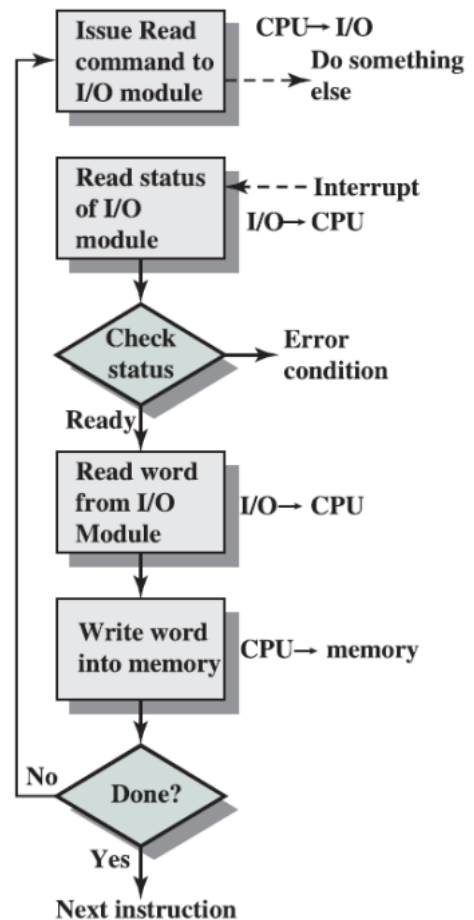 Issue Read
command to
I/O module
CPU→ I/O
Do something
else
Read status
of I/O
module
Interrupt
I/O→ CPU
Check
status
Error
condition
Ready
Read word
from I/O
Module
I/O→ CPU
Write word
into memory
CPU→ memory
No
Done?
Yes
Next instruction